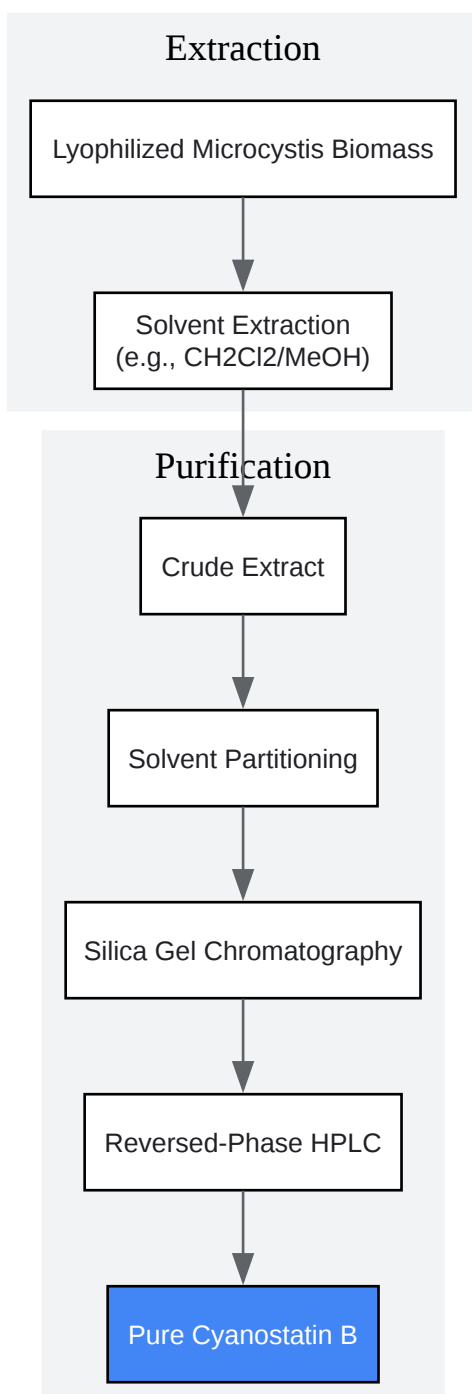 Extraction
Lyophilized Microcystis Biomass
Solvent Extraction
(e.g., CH2Cl2/MeOH)
Purification
Crude Extract
Solvent Partitioning
Silica Gel Chromatography
Reversed-Phase HPLC
Pure Cyanostatin B